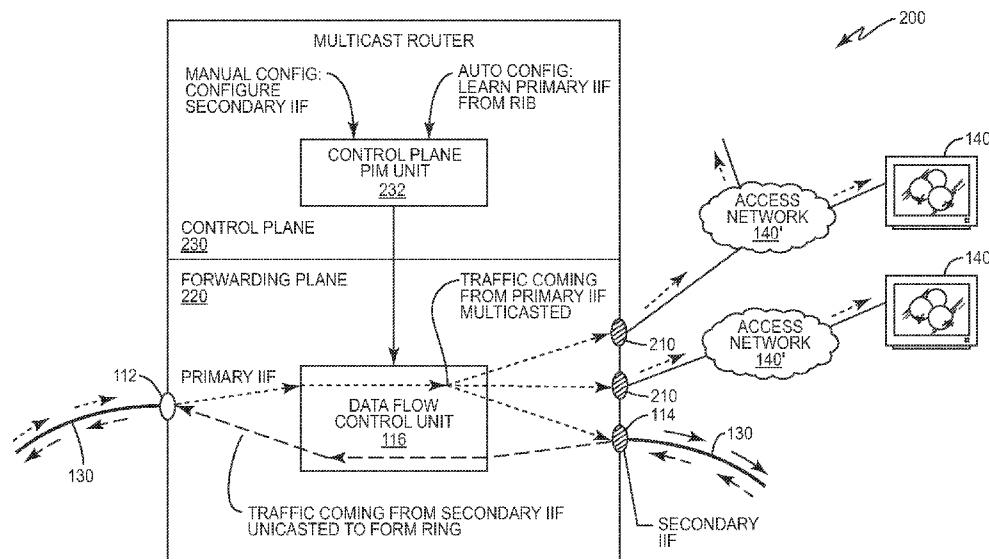 200
MULTICAST ROUTER
MANUAL CONFIG:
CONFIGURE
SECONDARY IIF
AUTO CONFIG:
LEARN PRIMARY IIF
FROM RIB
CONTROL PLANE
PIM UNIT
232
CONTROL PLANE
230
FORWARDING PLANE
220
TRAFFIC COMING
FROM PRIMARY IIF
MULTICASTED
140
ACCESS
NETWORK
140'
140
ACCESS
NETWORK
140'
210
210
114
112
PRIMARY IIF
DATA FLOW
CONTROL UNIT
116
130
130
TRAFFIC COMING FROM SECONDARY IIF
UNICASTED TO FORM RING
SECONDARY
IIF